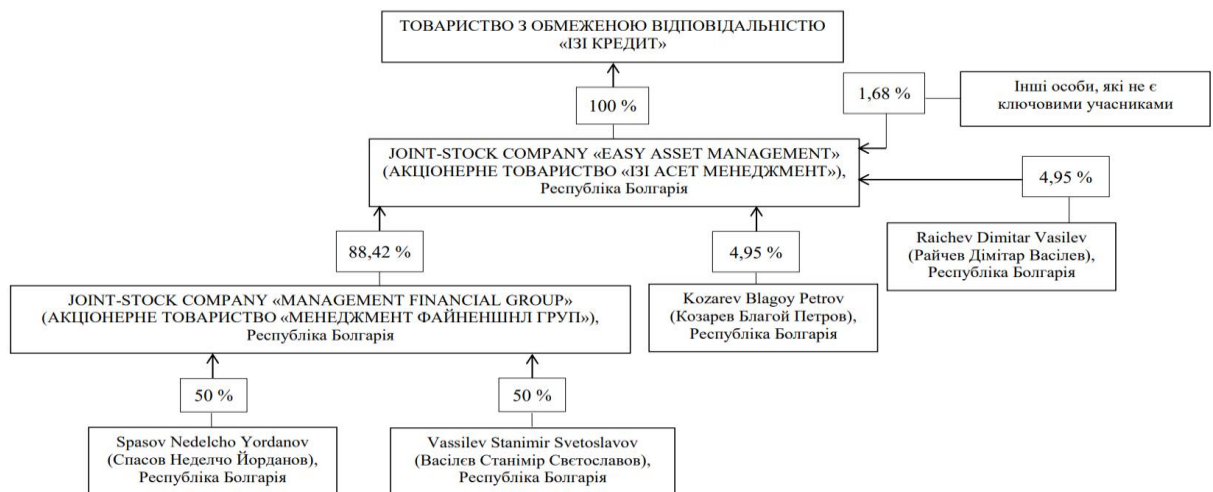 ТОВАРИСТВО З ОБМЕЖЕНОЮ ВІДПОВІДАЛЬНІСТЮ
«ІЗІ КРЕДИТ»
100 %
1,68 %
Інші особи, які не є
ключовими учасниками
JOINT-STOCK COMPANY «EASY ASSET MANAGEMENT»
(АКЦІОНЕРНЕ ТОВАРИСТВО «ІЗІ АСЕТ МЕНЕДЖМЕНТ»),
Республіка Болгарія
4,95 %
Raichev Dimitar Vasilev
(Райчев Дімітар Васілев),
Республіка Болгарія
88,42 %
4,95 %
JOINT-STOCK COMPANY «MANAGEMENT FINANCIAL GROUP»
(АКЦІОНЕРНЕ ТОВАРИСТВО «МЕНЕДЖМЕНТ ФАЙНЕНШНЛ ГРУП»),
Республіка Болгарія
Kozarev Blagoy Petrov
(Козарев Благой Петров),
Республіка Болгарія
50 %
50 %
Spasov Nedelcho Yordanov
(Спасов Неделчо Йорданов),
Республіка Болгарія
Vassilev Stanimir Svetoslavov
(Васілєв Станімір Свєтославов),
Республіка Болгарія